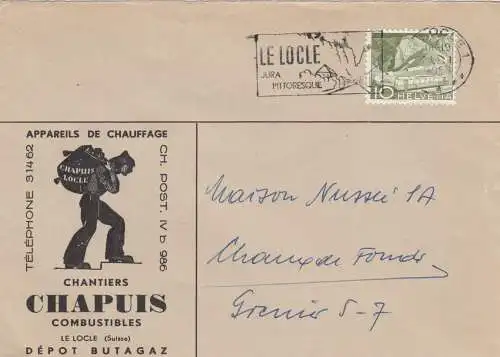 LE LOCLE
JURA
PITTORESQUE
10 HELVETIA
APPAREILS DE CHAUFFAGE
TÉLÉPHONE 31462
CHAPUIS
LOCLE
CH. POST. IV b 986
CHANTIERS
CHAPUIS
COMBUSTIBLES
LE LOCLE (Suisse)
DÉPOT BUTAGAZ
Maison Nusslé SA
Chaux de Fonds
Grenier 5-7